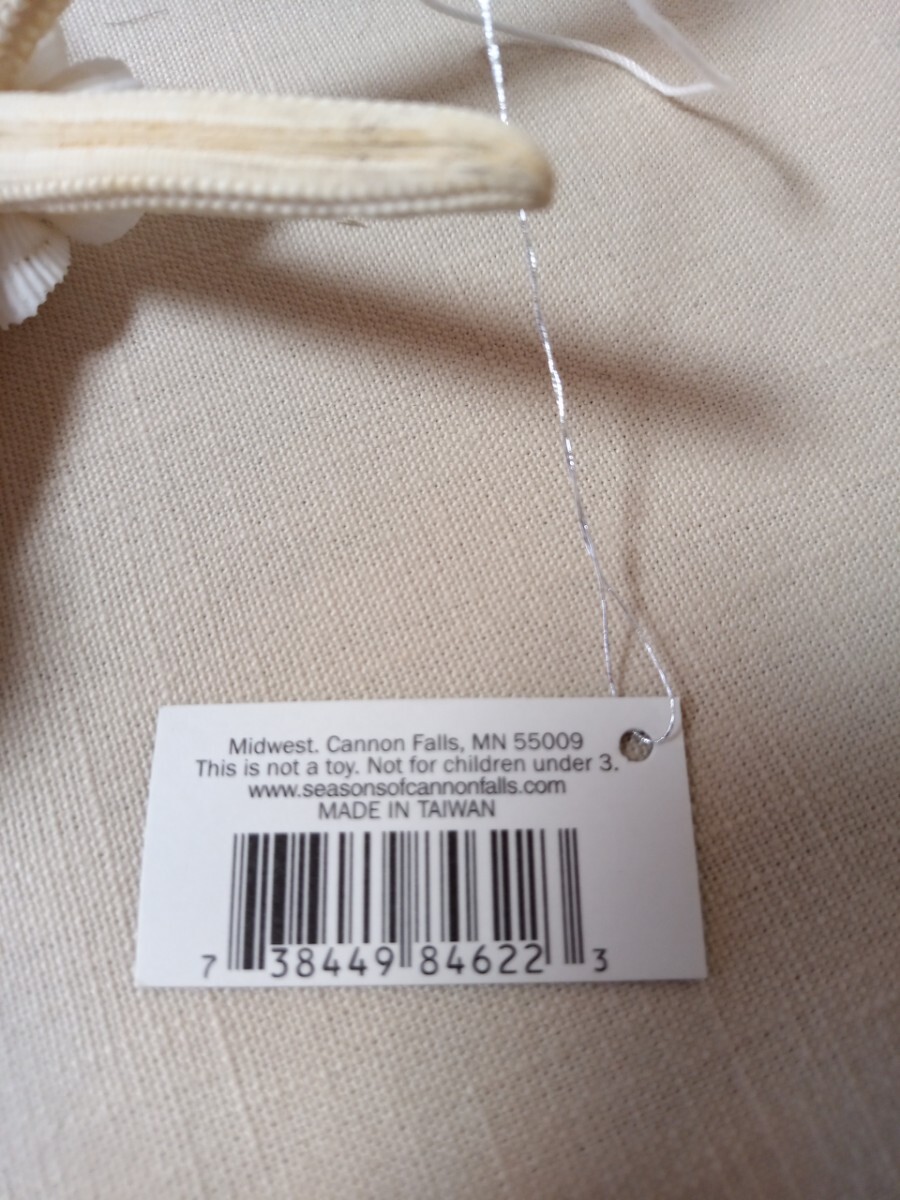 Midwest. Cannon Falls, MN 55009
This is not a toy. Not for children under 3.
www.seasonsofcannonfalls.com
MADE IN TAIWAN
7 38449 84622 3